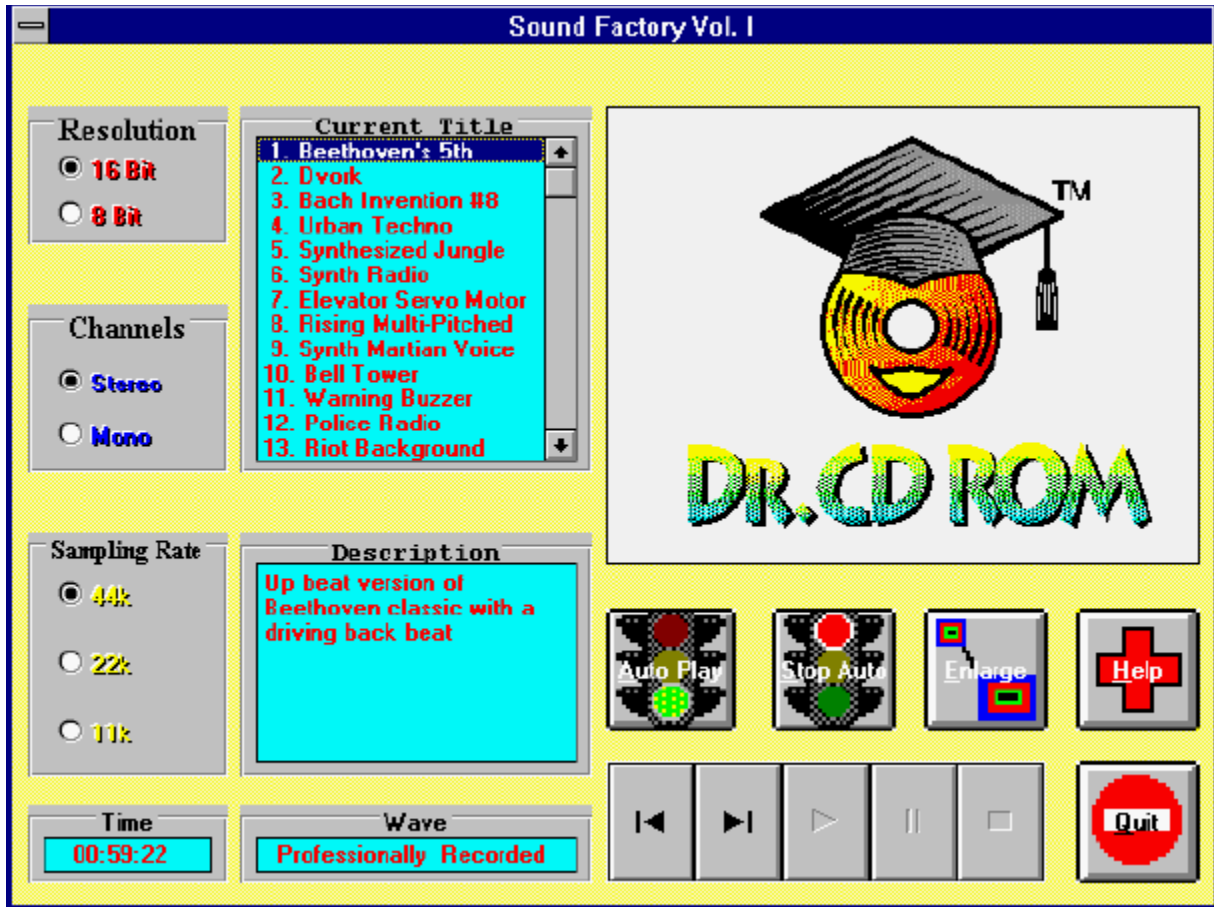 Sound Factory Vol. I
Resolution
16 Bit
8 Bit
Channels
Stereo
Mono
Sampling Rate
44k
22k
11k
Time
00:59:22
Current Title
1. Beethoven's 5th
2. Dvork
3. Bach Invention #8
4. Urban Techno
5. Synthesized Jungle
6. Synth Radio
7. Elevator Servo Motor
8. Rising Multi-Pitched
9. Synth Martian Voice
10. Bell Tower
11. Warning Buzzer
12. Police Radio
13. Riot Background
Description
Up beat version of
Beethoven classic with a
driving back beat
Wave
Professionally Recorded
TM
DR. CD ROM
Auto Play
Stop Auto
Enlarge
Help
Quit